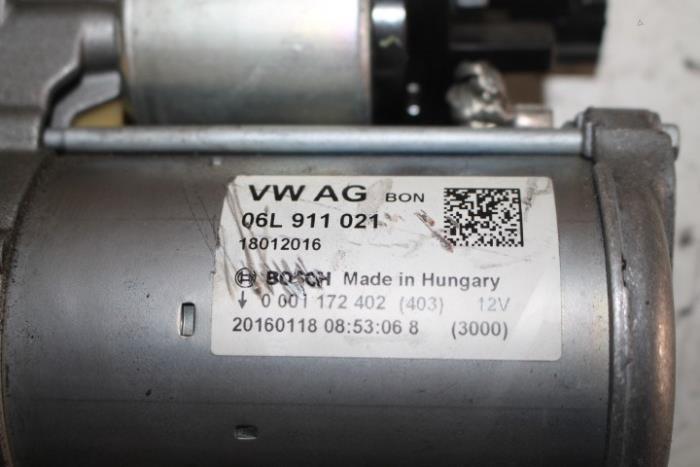 VW AG BON
06L 911 021
18012016
BOSCH Made in Hungary
↓ 0 001 172 402 (403) 12V
20160118 08:53:06 8 (3000)